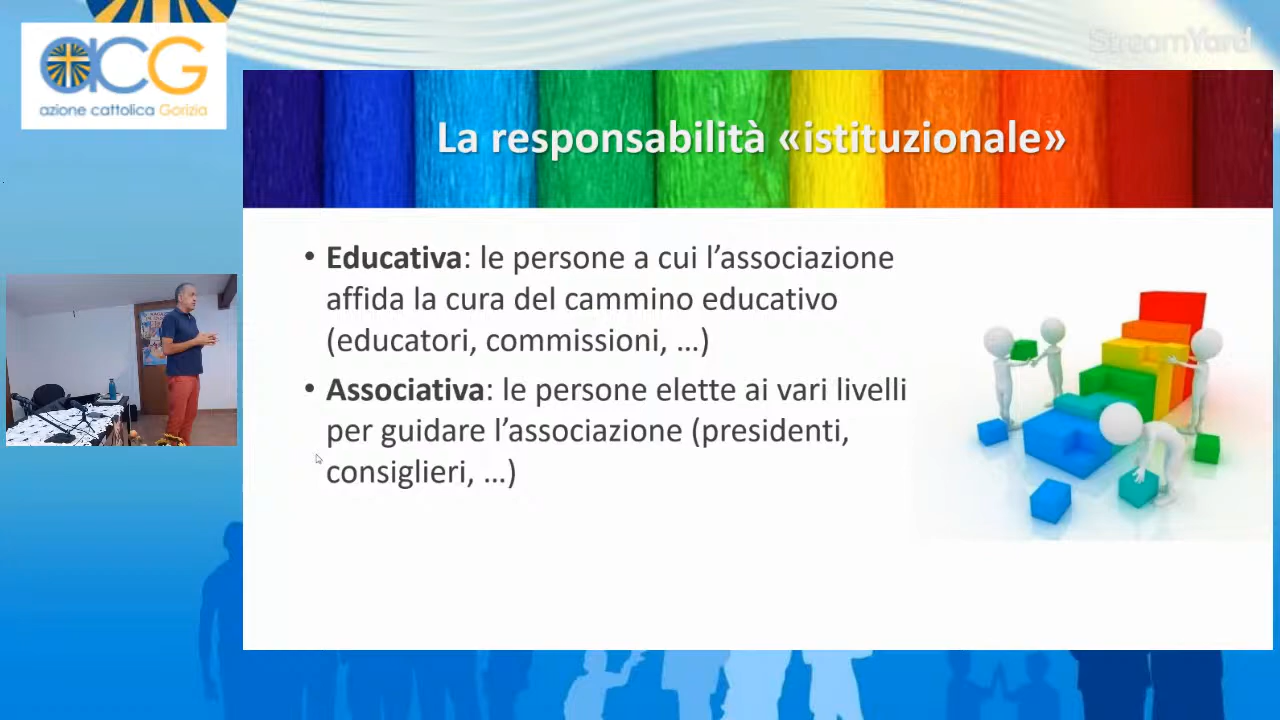 StreamYard
acG
azione cattolica Gorizia
La responsabilità «istituzionale»
• Educativa: le persone a cui l’associazione
affida la cura del cammino educativo
(educatori, commissioni, …)
• Associativa: le persone elette ai vari livelli
per guidare l’associazione (presidenti,
consiglieri, …)